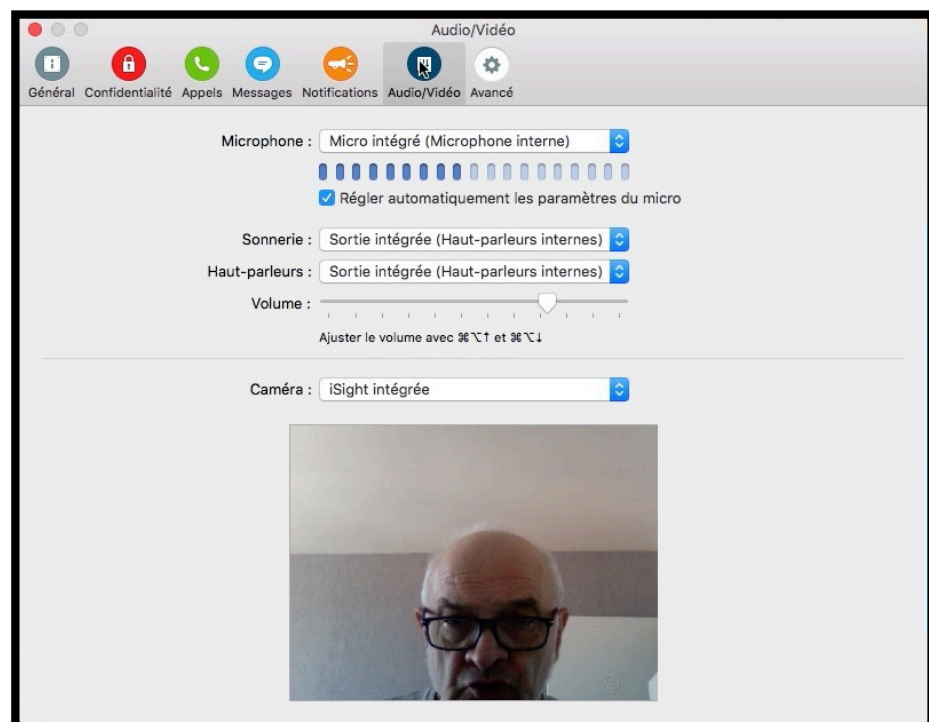 Audio/Vidéo
Général Confidentialité Appels Messages Notifications Audio/Vidéo Avancé
Microphone : Micro intégré (Microphone interne)
Régler automatiquement les paramètres du micro
Sonnerie : Sortie intégrée (Haut-parleurs internes)
Haut-parleurs : Sortie intégrée (Haut-parleurs internes)
Volume :
Ajuster le volume avec ⌘⌥↑ et ⌘⌥↓
Caméra : iSight intégrée